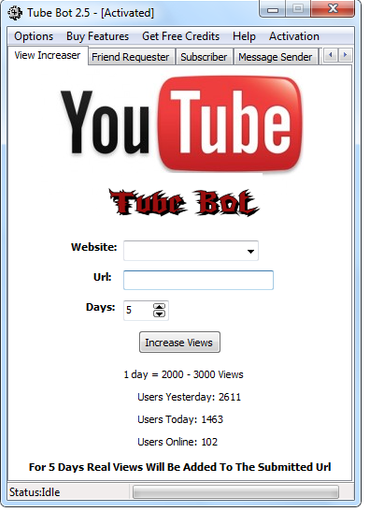 Tube Bot 2.5 - [Activated]
Options Buy Features Get Free Credits Help Activation
View Increaser Friend Requester Subscriber Message Sender
YouTube
Tube Bot
Website:
Url:
Days: 5
Increase Views
1 day = 2000 - 3000 Views
Users Yesterday: 2611
Users Today: 1463
Users Online: 102
For 5 Days Real Views Will Be Added To The Submitted Url
Status:Idle